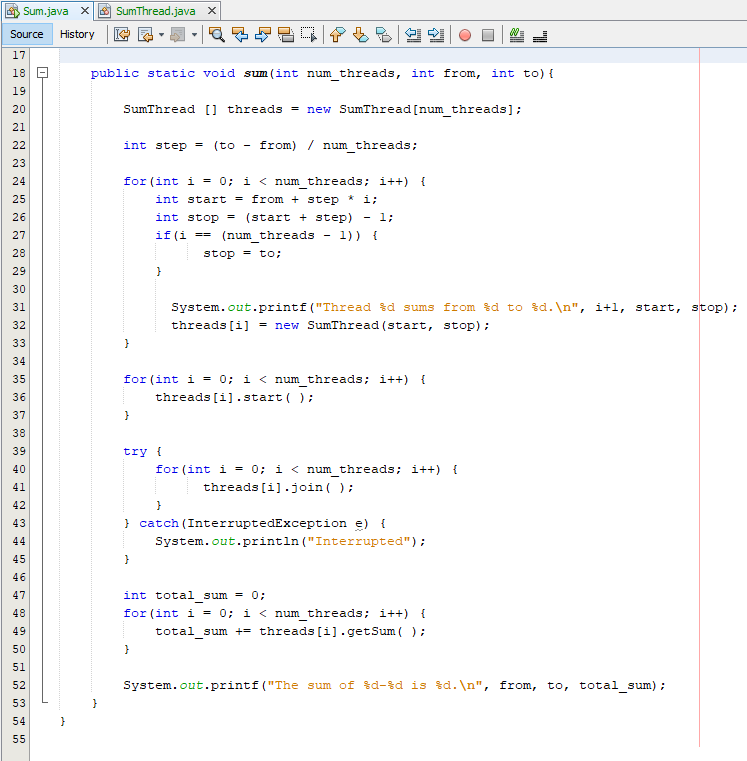 Sum.java SumThread.java
Source History
17
18 public static void sum(int num_threads, int from, int to){
19
20 SumThread [] threads = new SumThread[num_threads];
21
22 int step = (to - from) / num_threads;
23
24 for(int i = 0; i < num_threads; i++) {
25 int start = from + step * i;
26 int stop = (start + step) - 1;
27 if(i == (num_threads - 1)) {
28 stop = to;
29 }
30
31 System.out.printf("Thread %d sums from %d to %d.\n", i+1, start, stop);
32 threads[i] = new SumThread(start, stop);
33 }
34
35 for(int i = 0; i < num_threads; i++) {
36 threads[i].start( );
37 }
38
39 try {
40 for(int i = 0; i < num_threads; i++) {
41 threads[i].join( );
42 }
43 } catch(InterruptedException e) {
44 System.out.println("Interrupted");
45 }
46
47 int total_sum = 0;
48 for(int i = 0; i < num_threads; i++) {
49 total_sum += threads[i].getSum( );
50 }
51
52 System.out.printf("The sum of %d-%d is %d.\n", from, to, total_sum);
53 }
54 }
55